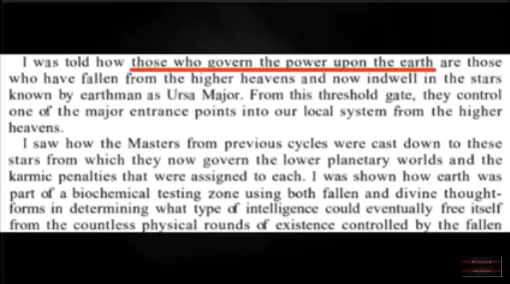 I was told how those who govern the power upon the earth are those
who have fallen from the higher heavens and now indwell in the stars
known by earthman as Ursa Major. From this threshold gate, they control
one of the major entrance points into our local system from the higher
heavens.
I saw how the Masters from previous cycles were cast down to these
stars from which they now govern the lower planetary worlds and the
karmic penalties that were assigned to each. I was shown how earth was
part of a biochemical testing zone using both fallen and divine thought-
forms in determining what type of intelligence could eventually free itself
from the countless physical rounds of existence controlled by the fallen